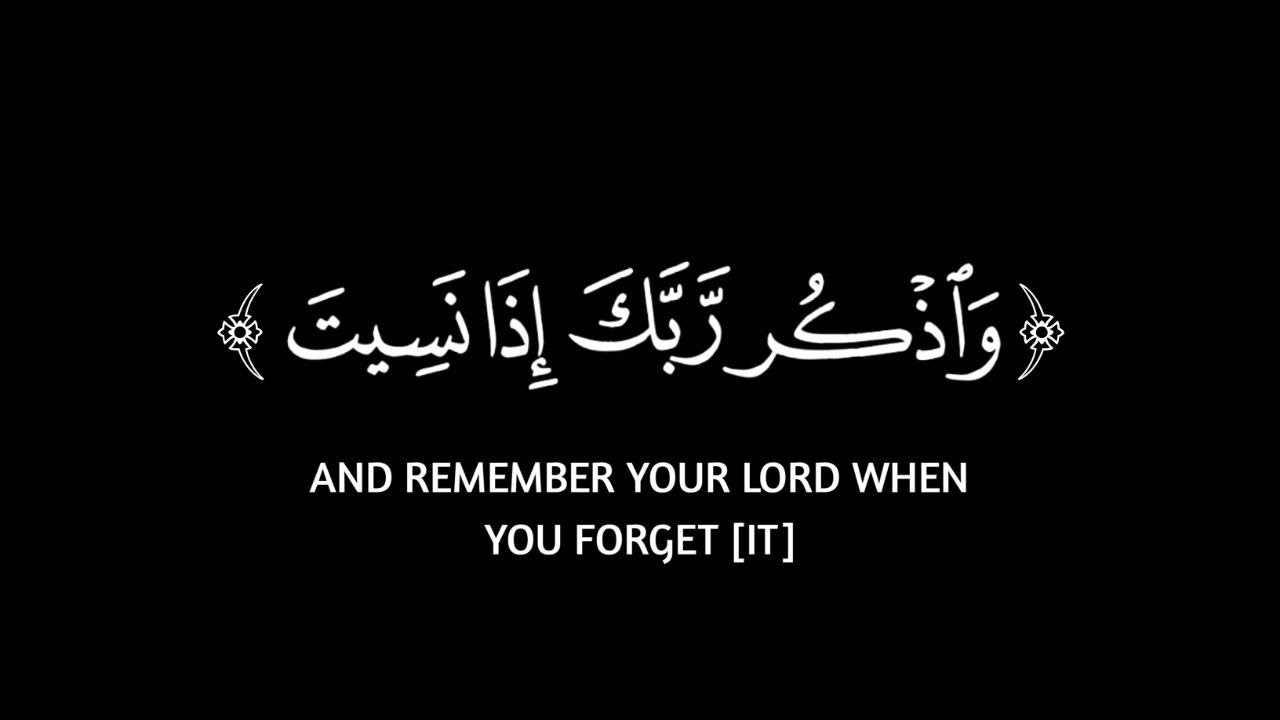 ﴿وَٱذْكُر رَّبَّكَ إِذَا نَسِيتَ﴾
AND REMEMBER YOUR LORD WHEN
YOU FORGET [IT]